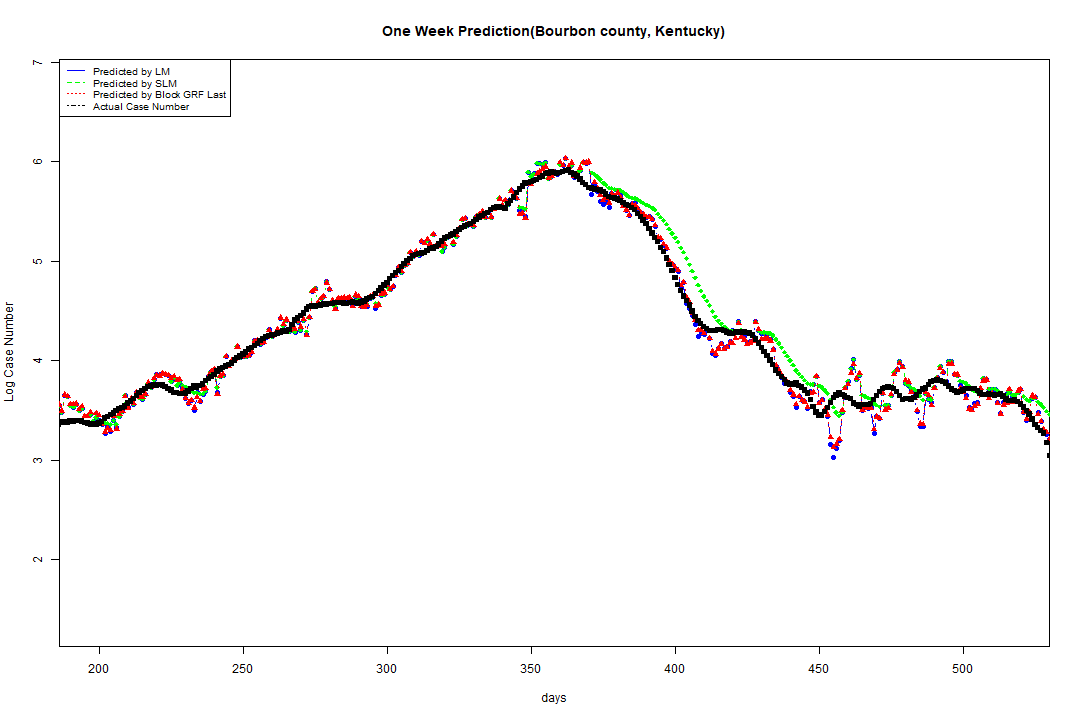 One Week Prediction(Bourbon county, Kentucky)
Predicted by LM
Predicted by SLM
Predicted by Block GRF Last
Actual Case Number
Log Case Number
7
6
5
4
3
2
200 250 300 350 400 450 500
days